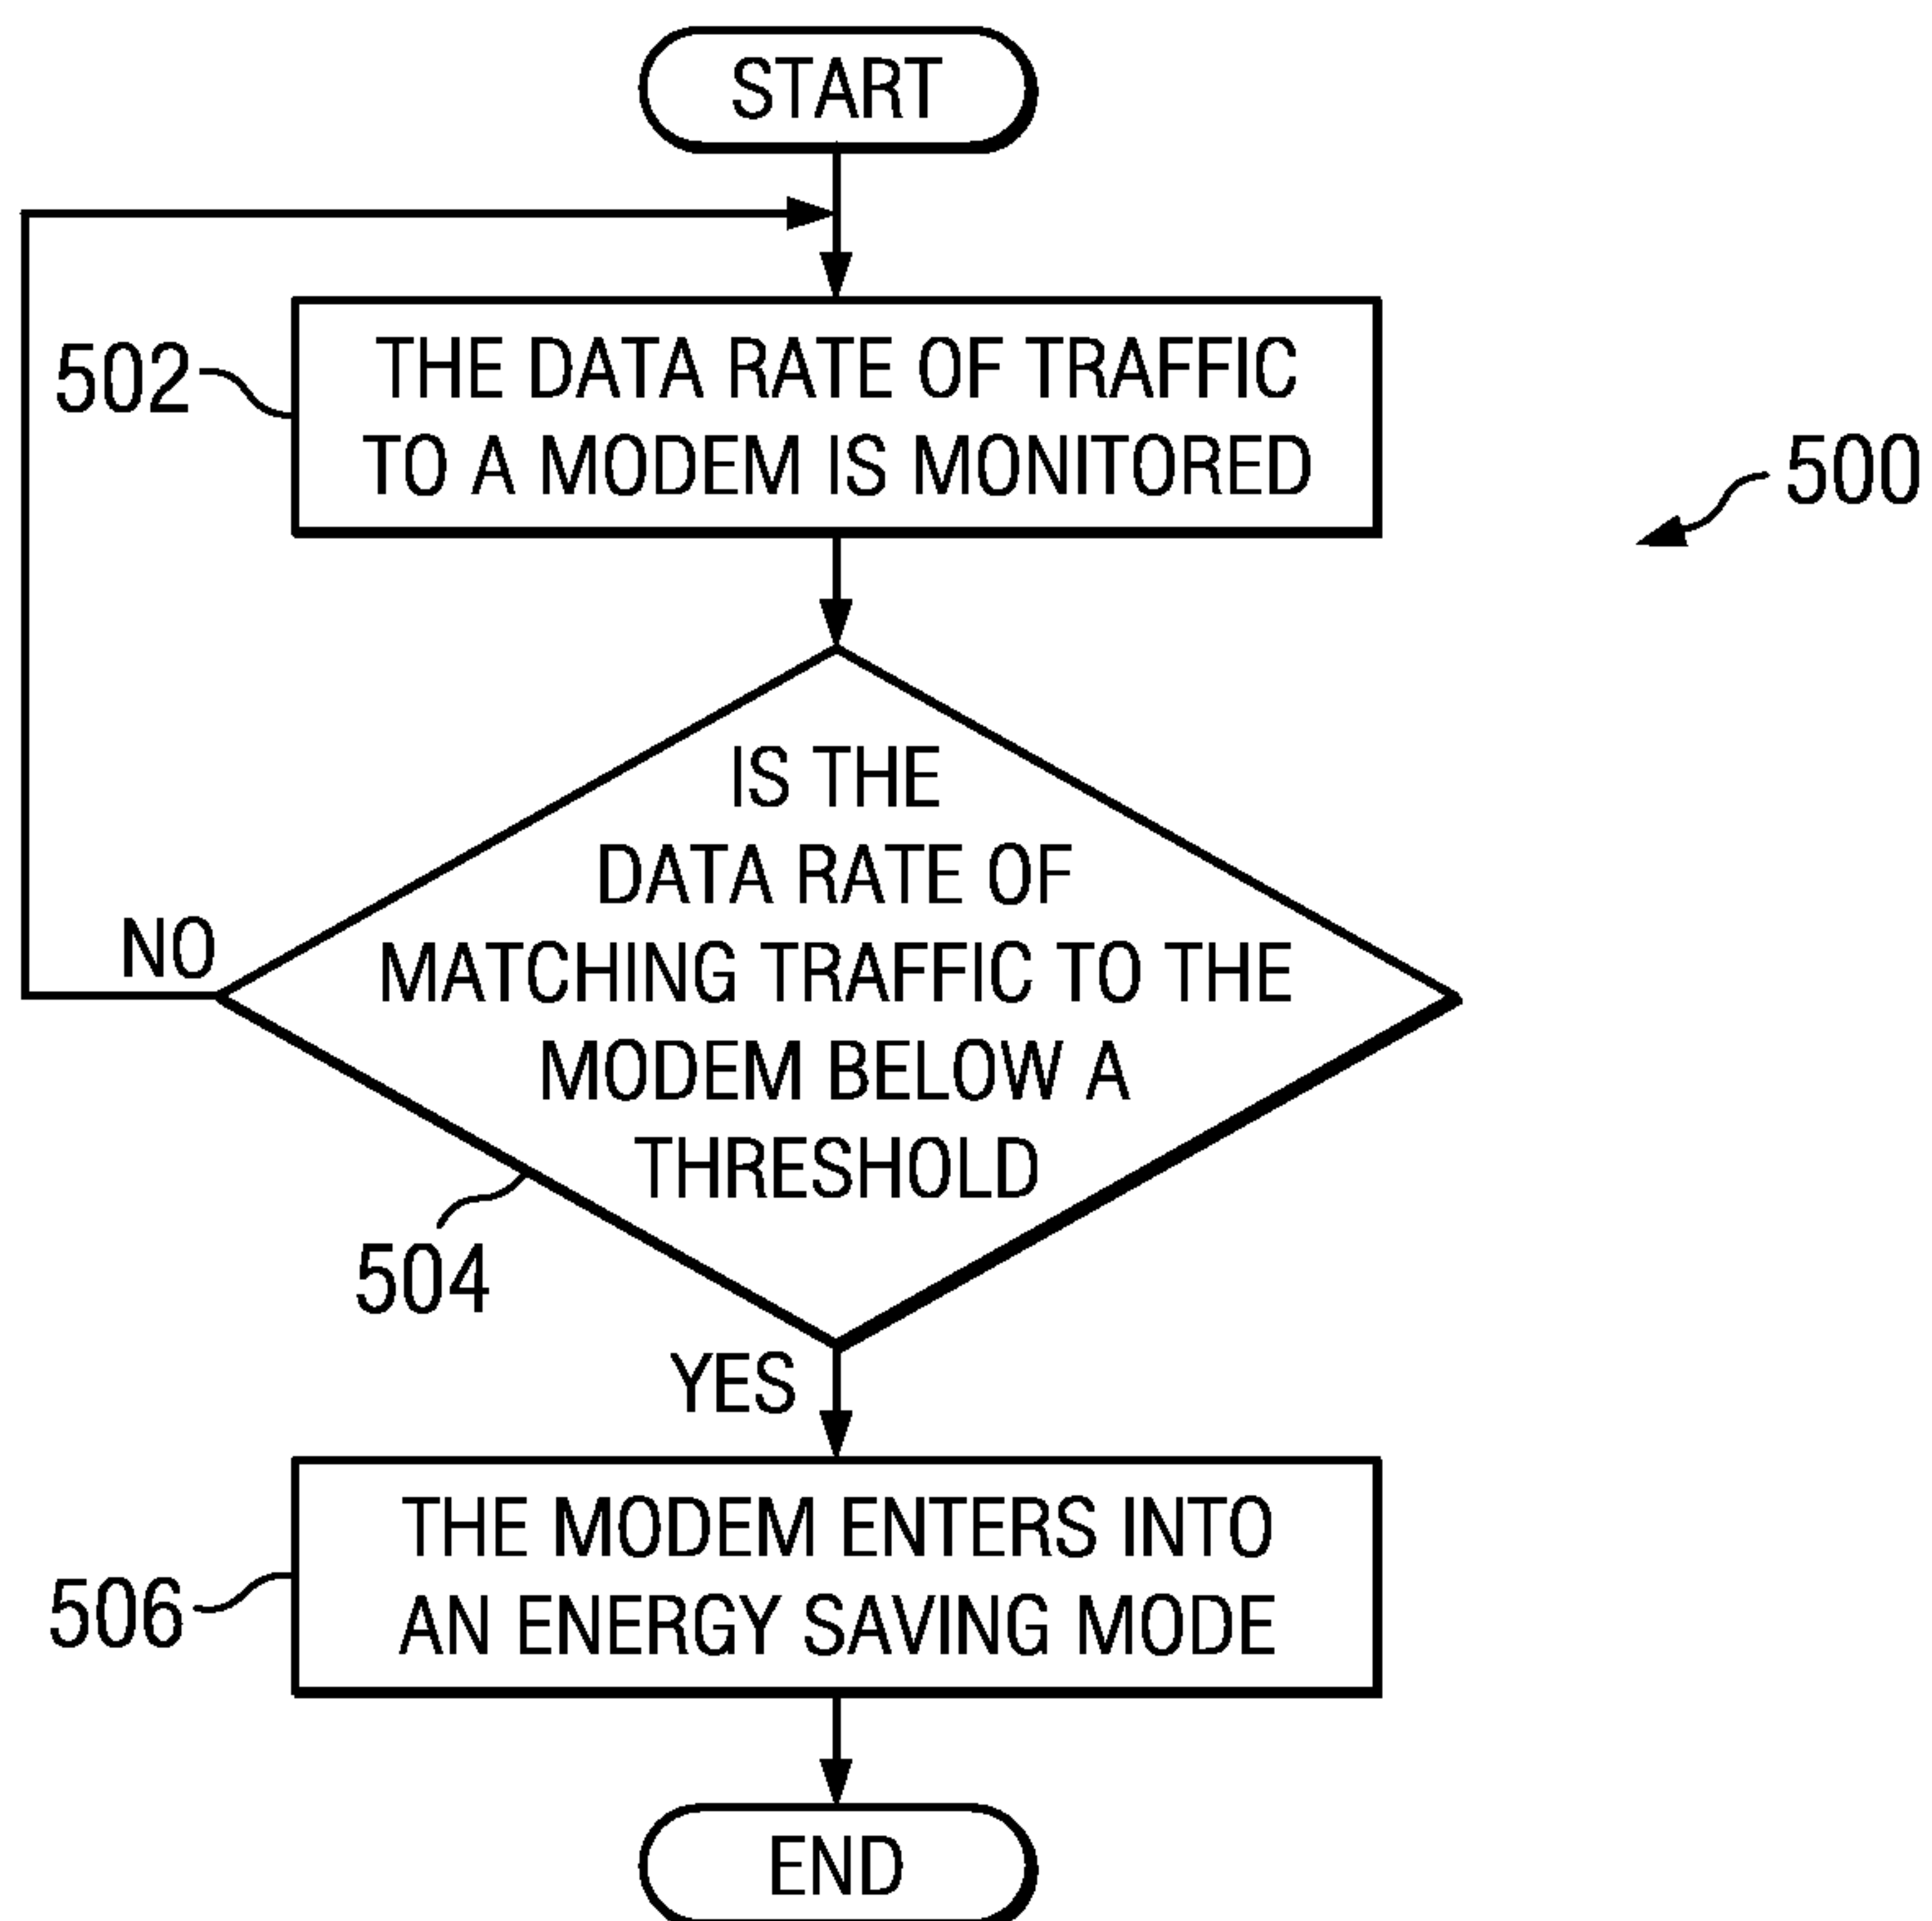 START
502
THE DATA RATE OF TRAFFIC
TO A MODEM IS MONITORED
500
IS THE
DATA RATE OF
MATCHING TRAFFIC TO THE
MODEM BELOW A
THRESHOLD
NO
504
YES
506
THE MODEM ENTERS INTO
AN ENERGY SAVING MODE
END